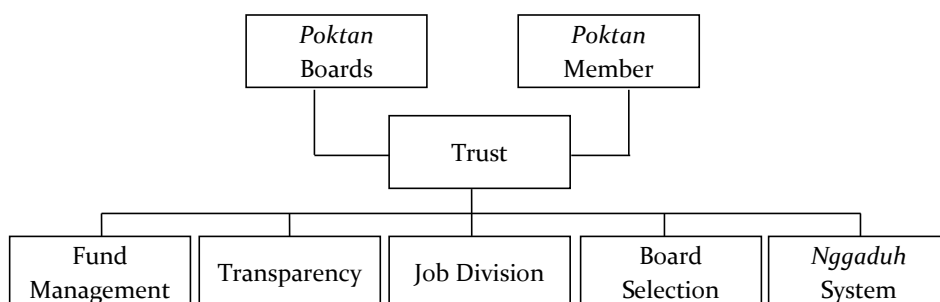 Poktan
Boards
Poktan
Member
Trust
Fund
Management
Transparency
Job Division
Board
Selection
Nggaduh
System